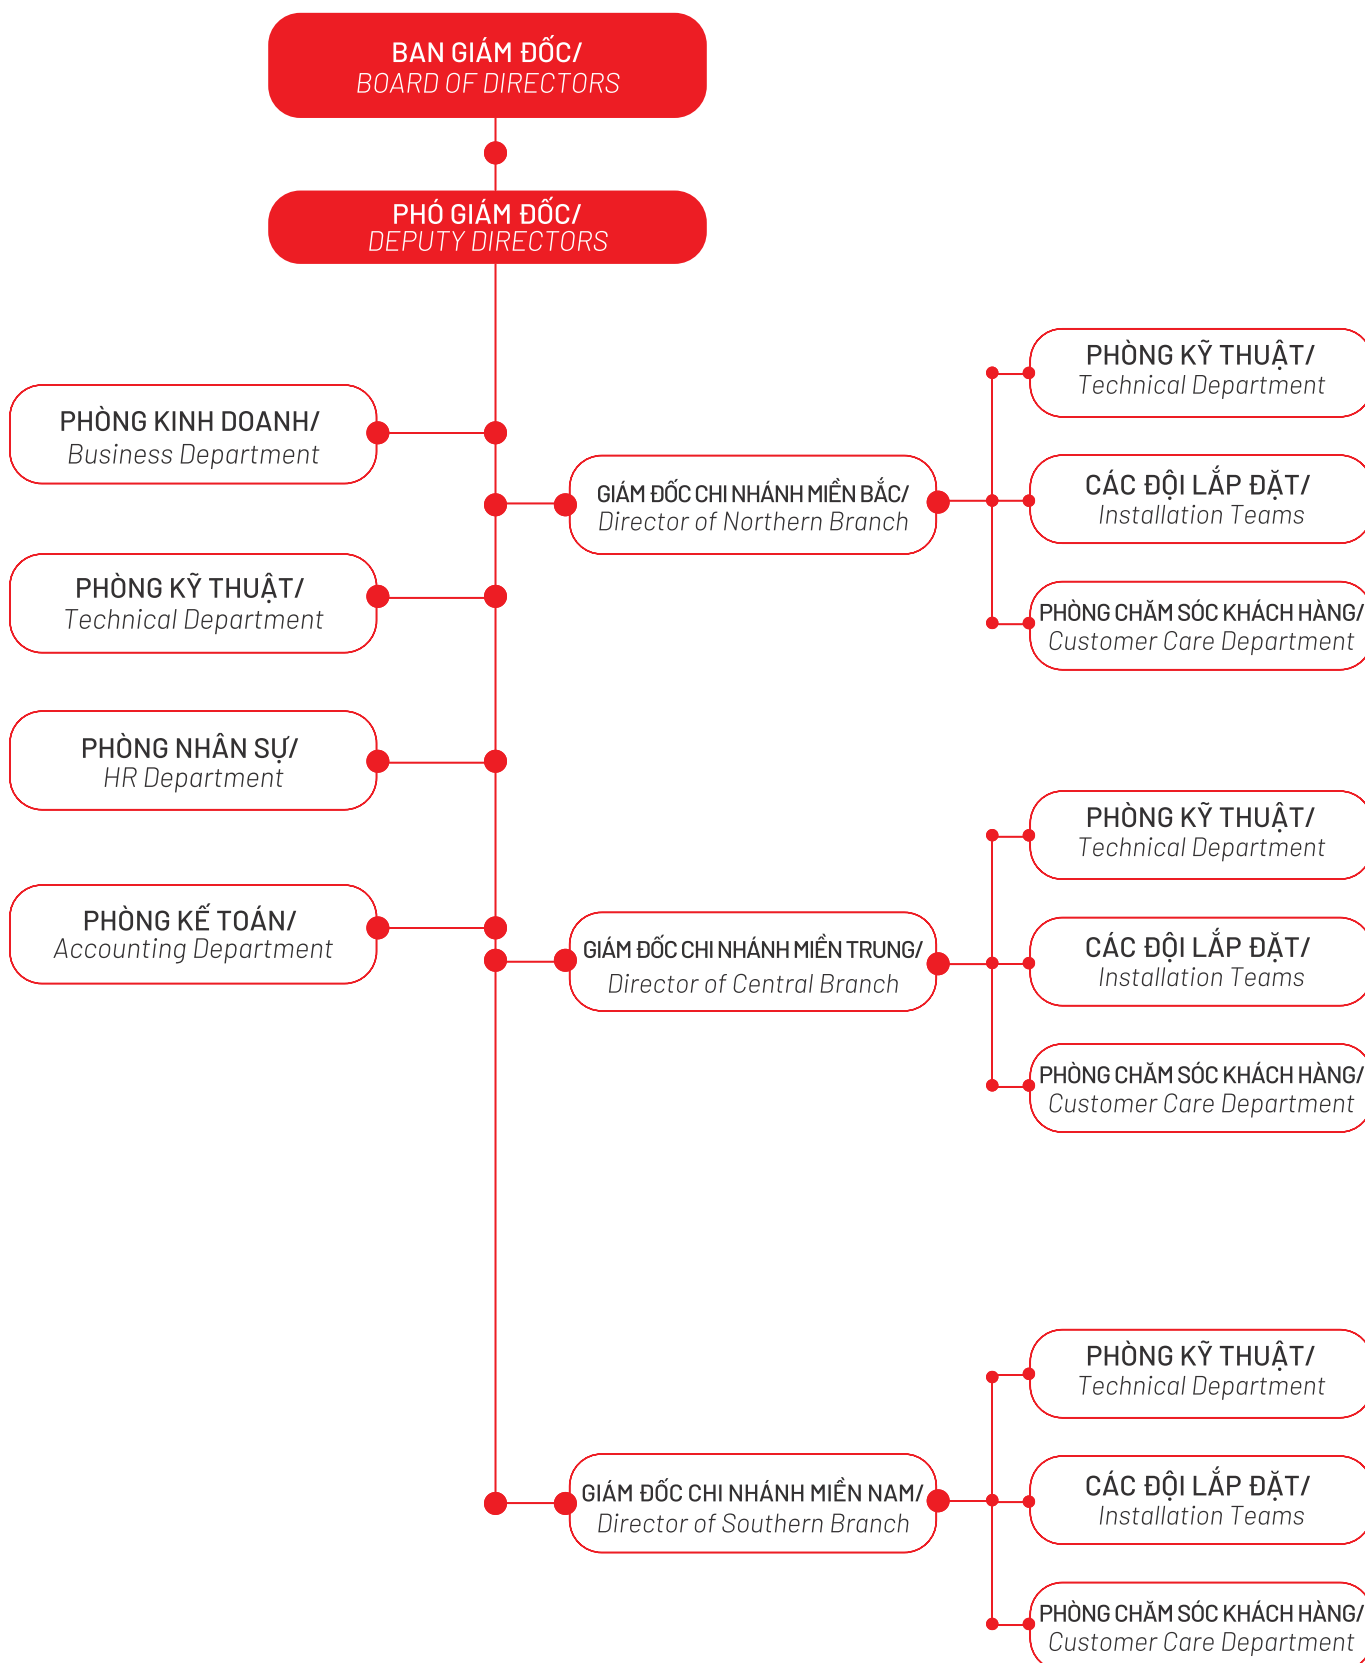 BAN GIÁM ĐỐC/
BOARD OF DIRECTORS
PHÓ GIÁM ĐỐC/
DEPUTY DIRECTORS
PHÒNG KINH DOANH/
Business Department
PHÒNG KỸ THUẬT/
Technical Department
PHÒNG NHÂN SỰ/
HR Department
PHÒNG KẾ TOÁN/
Accounting Department
GIÁM ĐỐC CHI NHÁNH MIỀN BẮC/
Director of Northern Branch
PHÒNG KỸ THUẬT/
Technical Department
CÁC ĐỘI LẮP ĐẶT/
Installation Teams
PHÒNG CHĂM SÓC KHÁCH HÀNG/
Customer Care Department
GIÁM ĐỐC CHI NHÁNH MIỀN TRUNG/
Director of Central Branch
PHÒNG KỸ THUẬT/
Technical Department
CÁC ĐỘI LẮP ĐẶT/
Installation Teams
PHÒNG CHĂM SÓC KHÁCH HÀNG/
Customer Care Department
GIÁM ĐỐC CHI NHÁNH MIỀN NAM/
Director of Southern Branch
PHÒNG KỸ THUẬT/
Technical Department
CÁC ĐỘI LẮP ĐẶT/
Installation Teams
PHÒNG CHĂM SÓC KHÁCH HÀNG/
Customer Care Department